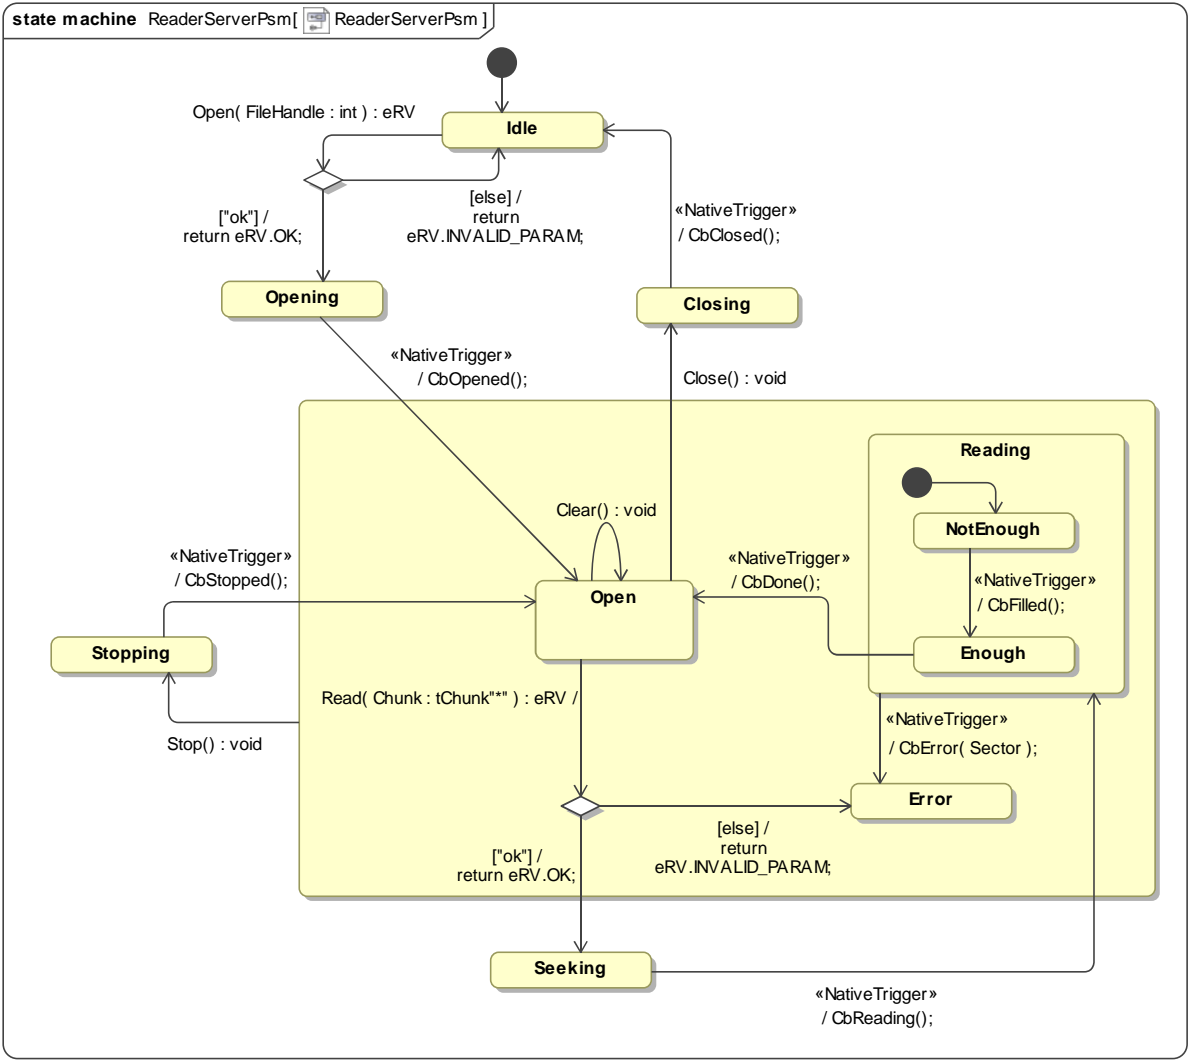 state machine ReaderServerPsm[ ReaderServerPsm ]
Open( FileHandle : int ) : eRV
Idle
["ok"] /
return eRV.OK;
[else] /
return
eRV.INVALID_PARAM;
«NativeTrigger»
/ CbClosed();
Opening
Closing
«NativeTrigger»
/ CbOpened();
Close() : void
Reading
Clear() : void
NotEnough
«NativeTrigger»
/ CbStopped();
«NativeTrigger»
/ CbDone();
«NativeTrigger»
/ CbFilled();
Open
Stopping
Enough
Read( Chunk : tChunk"*" ) : eRV /
«NativeTrigger»
/ CbError( Sector );
Stop() : void
Error
["ok"] /
return eRV.OK;
[else] /
return
eRV.INVALID_PARAM;
Seeking
«NativeTrigger»
/ CbReading();